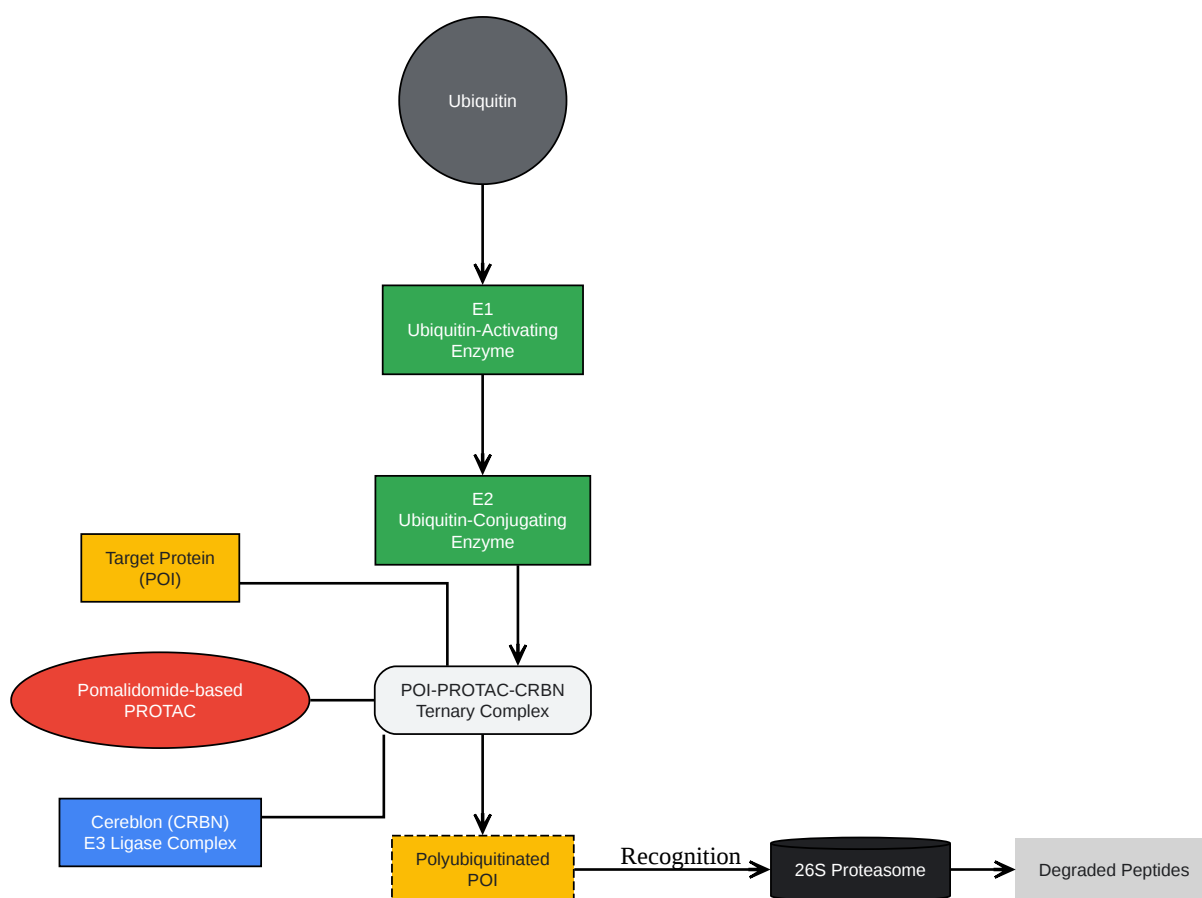 Ubiquitin
E1
Ubiquitin-Activating
Enzyme
E2
Ubiquitin-Conjugating
Enzyme
Target Protein
(POI)
Pomalidomide-based
PROTAC
POI-PROTAC-CRBN
Ternary Complex
Cereblon (CRBN)
E3 Ligase Complex
Polyubiquitinated
POI
Recognition
26S Proteasome
Degraded Peptides